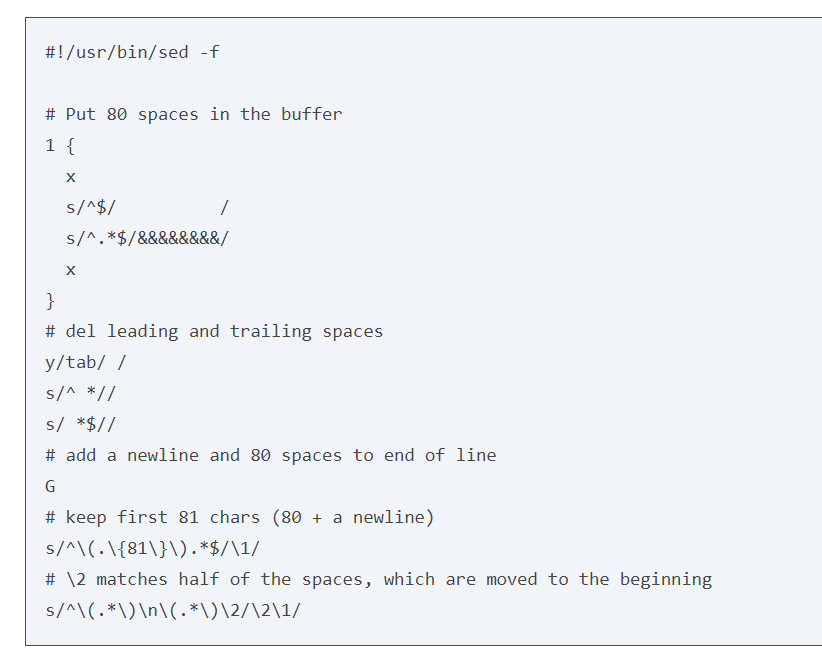 #!/usr/bin/sed -f
# Put 80 spaces in the buffer
1 {
  x
  s/^$/          /
  s/^.*$/&&&&&&&&/
  x
}
# del leading and trailing spaces
y/tab/ /
s/^ *//
s/ *$//
# add a newline and 80 spaces to end of line
G
# keep first 81 chars (80 + a newline)
s/^\(.\{81\}\).*$/\1/
# \2 matches half of the spaces, which are moved to the beginning
s/^\(.*\)\n\(.*\)\2/\2\1/